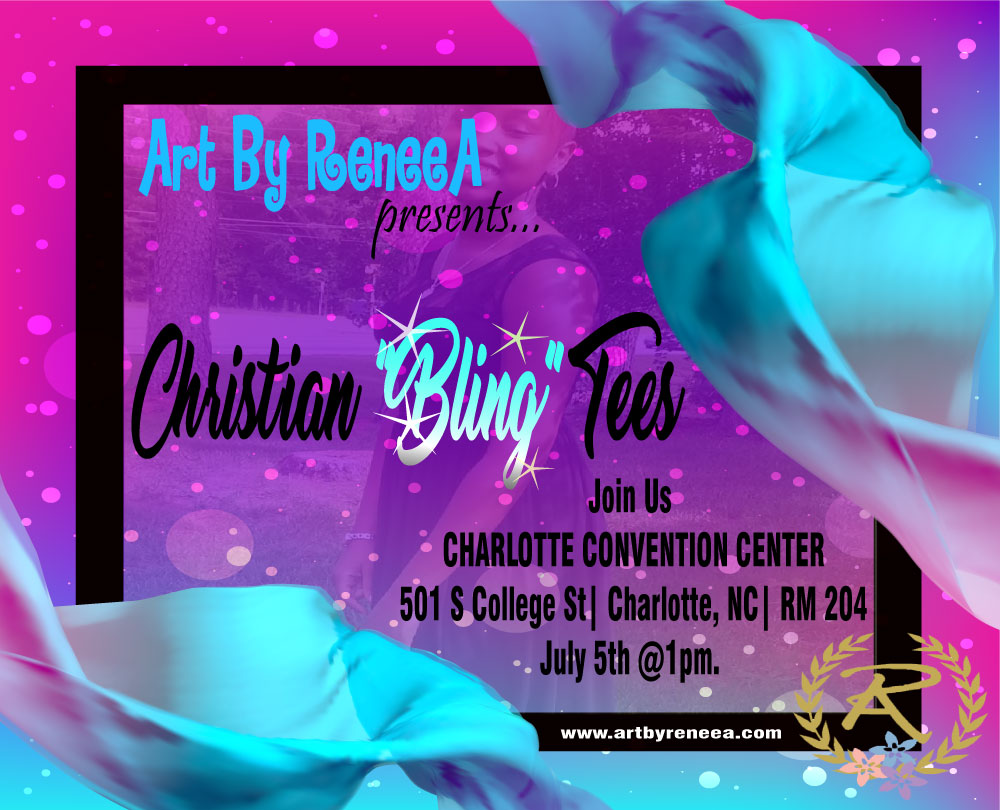 Art By ReneeA
presents...
Christian "Bling" Tees
Join Us
CHARLOTTE CONVENTION CENTER
501 S College St| Charlotte, NC| RM 204
July 5th @1pm.
www.artbyreneea.com
R